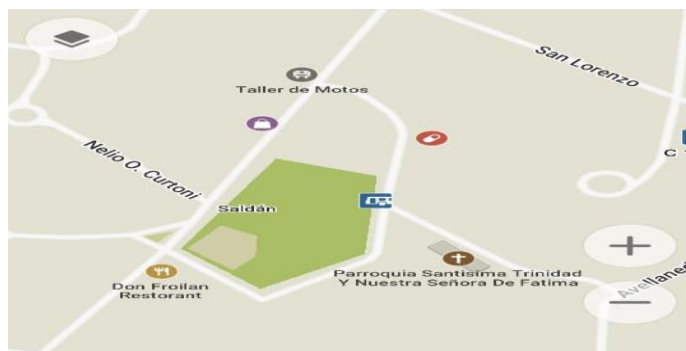 San Lorenzo
Taller de Motos
Nelio O. Curtoni
C
Saldán
Parroquia Santisima Trinidad
Y Nuestra Señora De Fatima
Don Froilan
Restorant